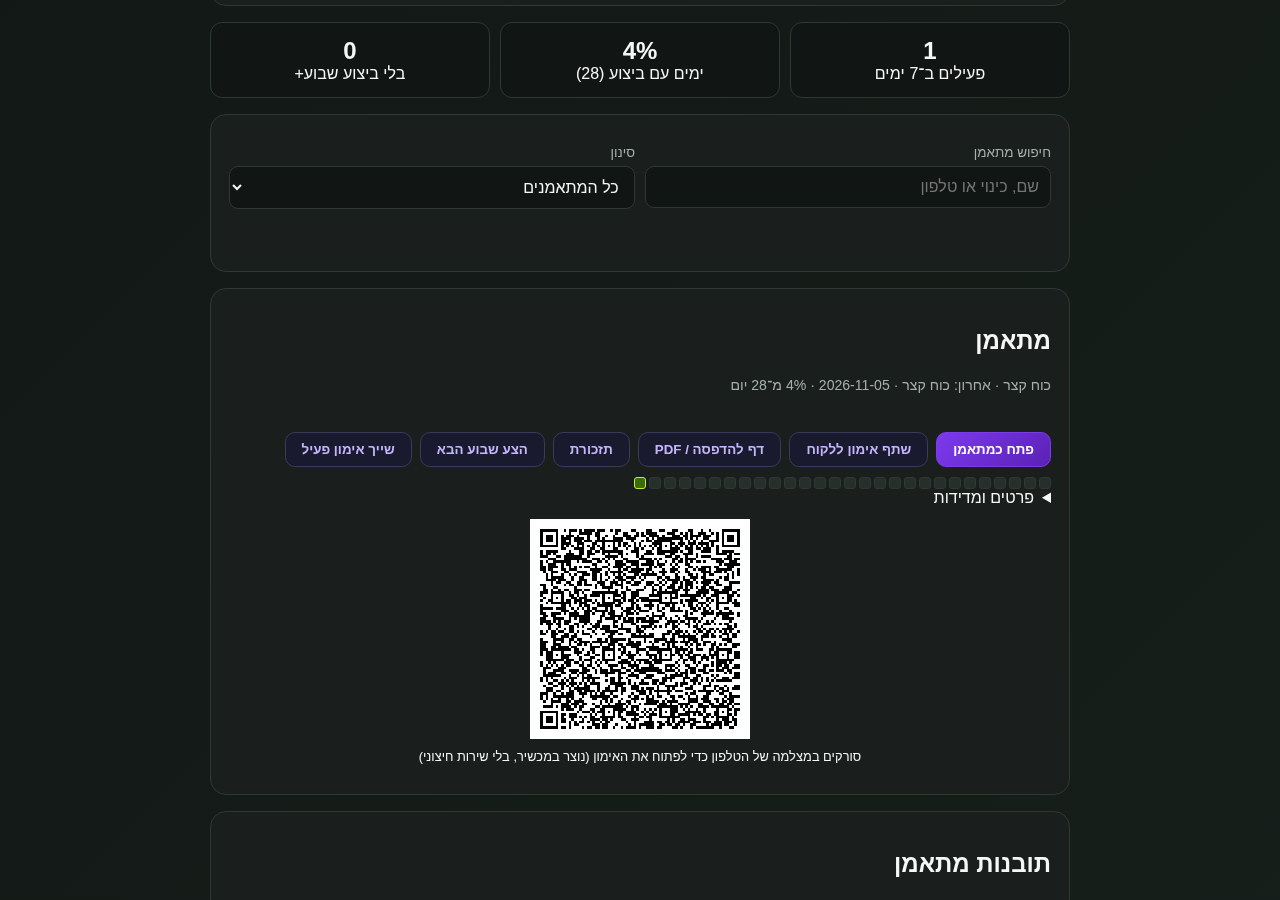 1
פעילים ב־7 ימים
4%
ימים עם ביצוע (28)
0
בלי ביצוע שבוע+
חיפוש מתאמן
שם, כינוי או טלפון
סינון
כל המתאמנים
מתאמן
כוח קצר · אחרון: כוח קצר · 2026-11-05 · 4% מ־28 יום
פתח כמתאמן
שתף אימון ללקוח
דף להדפסה / PDF
תזכורת
הצע שבוע הבא
שייך אימון פעיל
פרטים ומדידות
סורקים במצלמה של הטלפון כדי לפתוח את האימון (נוצר במכשיר, בלי שירות חיצוני)
תובנות מתאמן